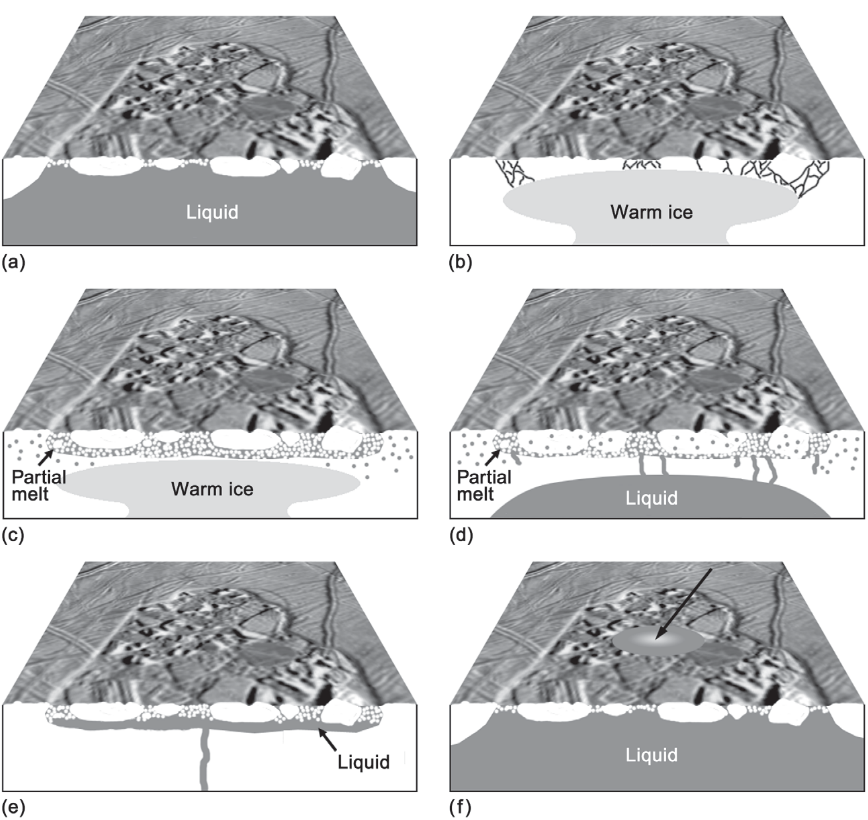 Liquid
(a)
Warm ice
(b)
Partial
melt
Warm ice
(c)
Partial
melt
Liquid
(d)
Liquid
(e)
Liquid
(f)